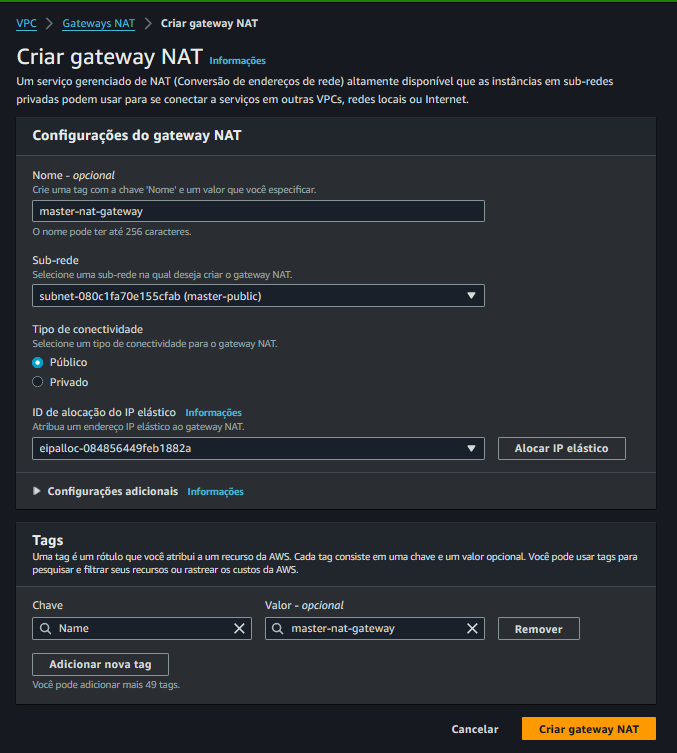 VPC > Gateways NAT > Criar gateway NAT
Criar gateway NAT Informações
Um serviço gerenciado de NAT (Conversão de endereços de rede) altamente disponível que as instâncias em sub-redes
privadas podem usar para se conectar a serviços em outras VPCs, redes locais ou Internet.
Configurações do gateway NAT
Nome - opcional
Crie uma tag com a chave 'Nome' e um valor que você especificar.
master-nat-gateway
O nome pode ter até 256 caracteres.
Sub-rede
Selecione uma sub-rede na qual deseja criar o gateway NAT.
subnet-080c1fa70e155cfab (master-public)
Tipo de conectividade
Selecione um tipo de conectividade para o gateway NAT.
Público
Privado
ID de alocação do IP elástico Informações
Atribua um endereço IP elástico ao gateway NAT.
eipalloc-084856449feb1882a Alocar IP elástico
Configurações adicionais Informações
Tags
Uma tag é um rótulo que você atribui a um recurso da AWS. Cada tag consiste em uma chave e um valor opcional. Você pode usar tags para
pesquisar e filtrar seus recursos ou rastrear os custos da AWS.
Chave Valor - opcional
Name master-nat-gateway Remover
Adicionar nova tag
Você pode adicionar mais 49 tags.
Cancelar Criar gateway NAT